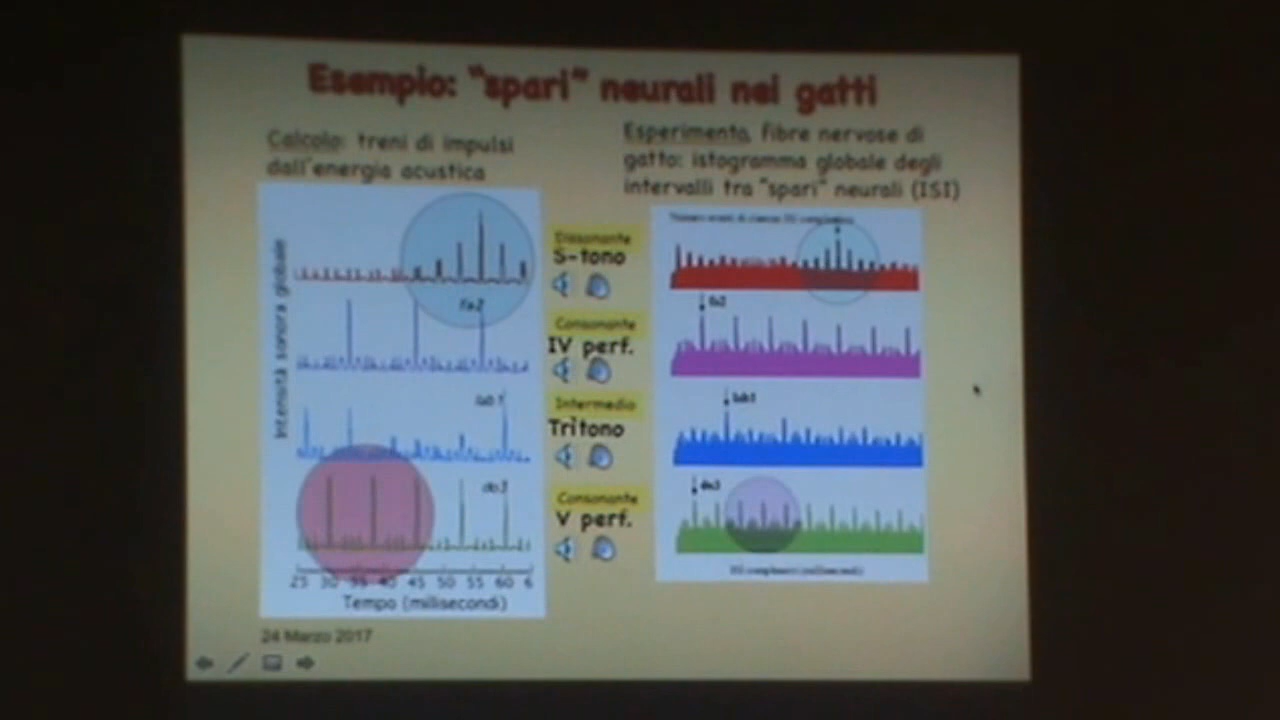 Esempio: "spari" neurali nei gatti
Calcolo: treni di impulsi
dall'energia acustica
Esperimento, fibre nervose di
gatto: istogramma globale degli
intervalli tra "spari" neurali (ISI)
Intensità sonora globale
Dissonante
S-tono
Consonante
IV perf.
Intermedio
Tritono
Consonante
V perf.
25 30 35 40 45 50 55 60 6
Tempo (millisecondi)
24 Marzo 2017